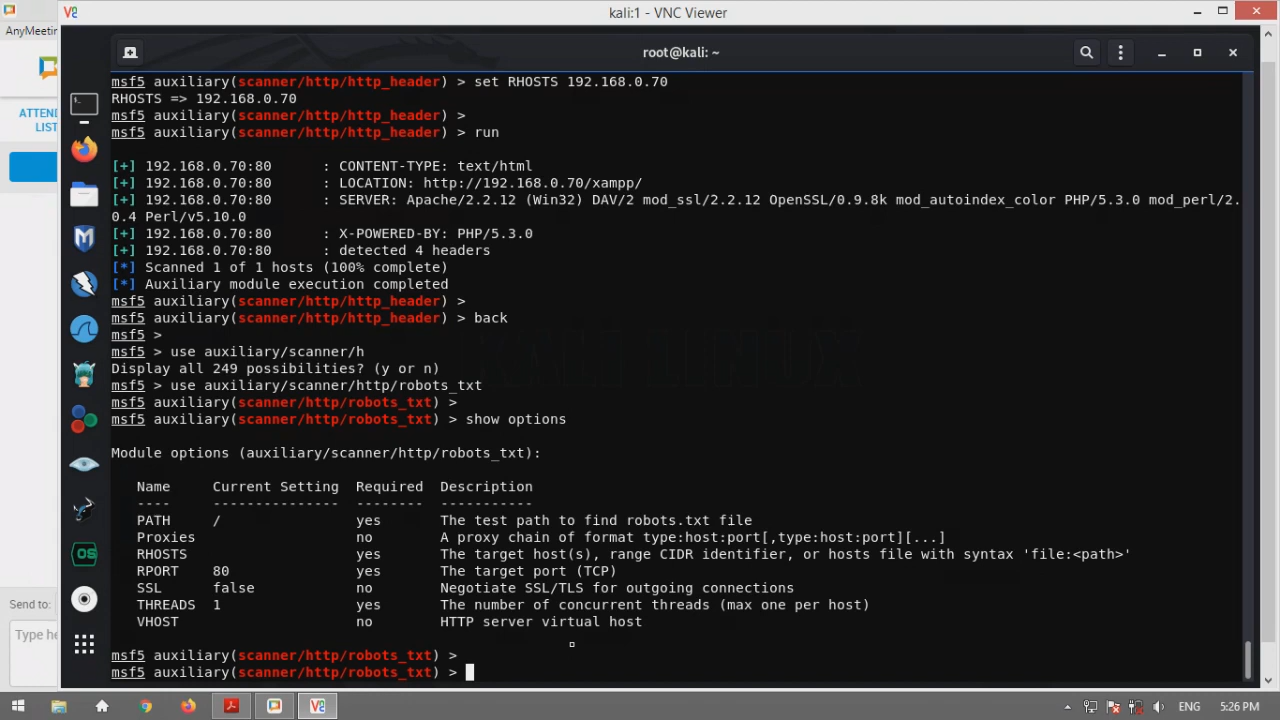 kali:1 - VNC Viewer
AnyMeetin
root@kali: ~
ATTEND
LIST
msf5 auxiliary(scanner/http/http_header) > set RHOSTS 192.168.0.70
RHOSTS => 192.168.0.70
msf5 auxiliary(scanner/http/http_header) >
msf5 auxiliary(scanner/http/http_header) > run
[+] 192.168.0.70:80      : CONTENT-TYPE: text/html
[+] 192.168.0.70:80      : LOCATION: http://192.168.0.70/xampp/
[+] 192.168.0.70:80      : SERVER: Apache/2.2.12 (Win32) DAV/2 mod_ssl/2.2.12 OpenSSL/0.9.8k mod_autoindex_color PHP/5.3.0 mod_perl/2.
0.4 Perl/v5.10.0
[+] 192.168.0.70:80      : X-POWERED-BY: PHP/5.3.0
[+] 192.168.0.70:80      : detected 4 headers
[*] Scanned 1 of 1 hosts (100% complete)
[*] Auxiliary module execution completed
msf5 auxiliary(scanner/http/http_header) >
msf5 auxiliary(scanner/http/http_header) > back
msf5 >
msf5 > use auxiliary/scanner/h
Display all 249 possibilities? (y or n)
msf5 > use auxiliary/scanner/http/robots_txt
msf5 auxiliary(scanner/http/robots_txt) >
msf5 auxiliary(scanner/http/robots_txt) > show options
Module options (auxiliary/scanner/http/robots_txt):
Name     Current Setting  Required  Description
----     ---------------  --------  -----------
PATH     /                yes       The test path to find robots.txt file
Proxies                   no        A proxy chain of format type:host:port[,type:host:port][...]
RHOSTS                    yes       The target host(s), range CIDR identifier, or hosts file with syntax 'file:<path>'
RPORT    80               yes       The target port (TCP)
SSL      false            no        Negotiate SSL/TLS for outgoing connections
THREADS  1                yes       The number of concurrent threads (max one per host)
VHOST                     no        HTTP server virtual host
msf5 auxiliary(scanner/http/robots_txt) >
msf5 auxiliary(scanner/http/robots_txt) >
Send to:
Type he
ENG
5:26 PM